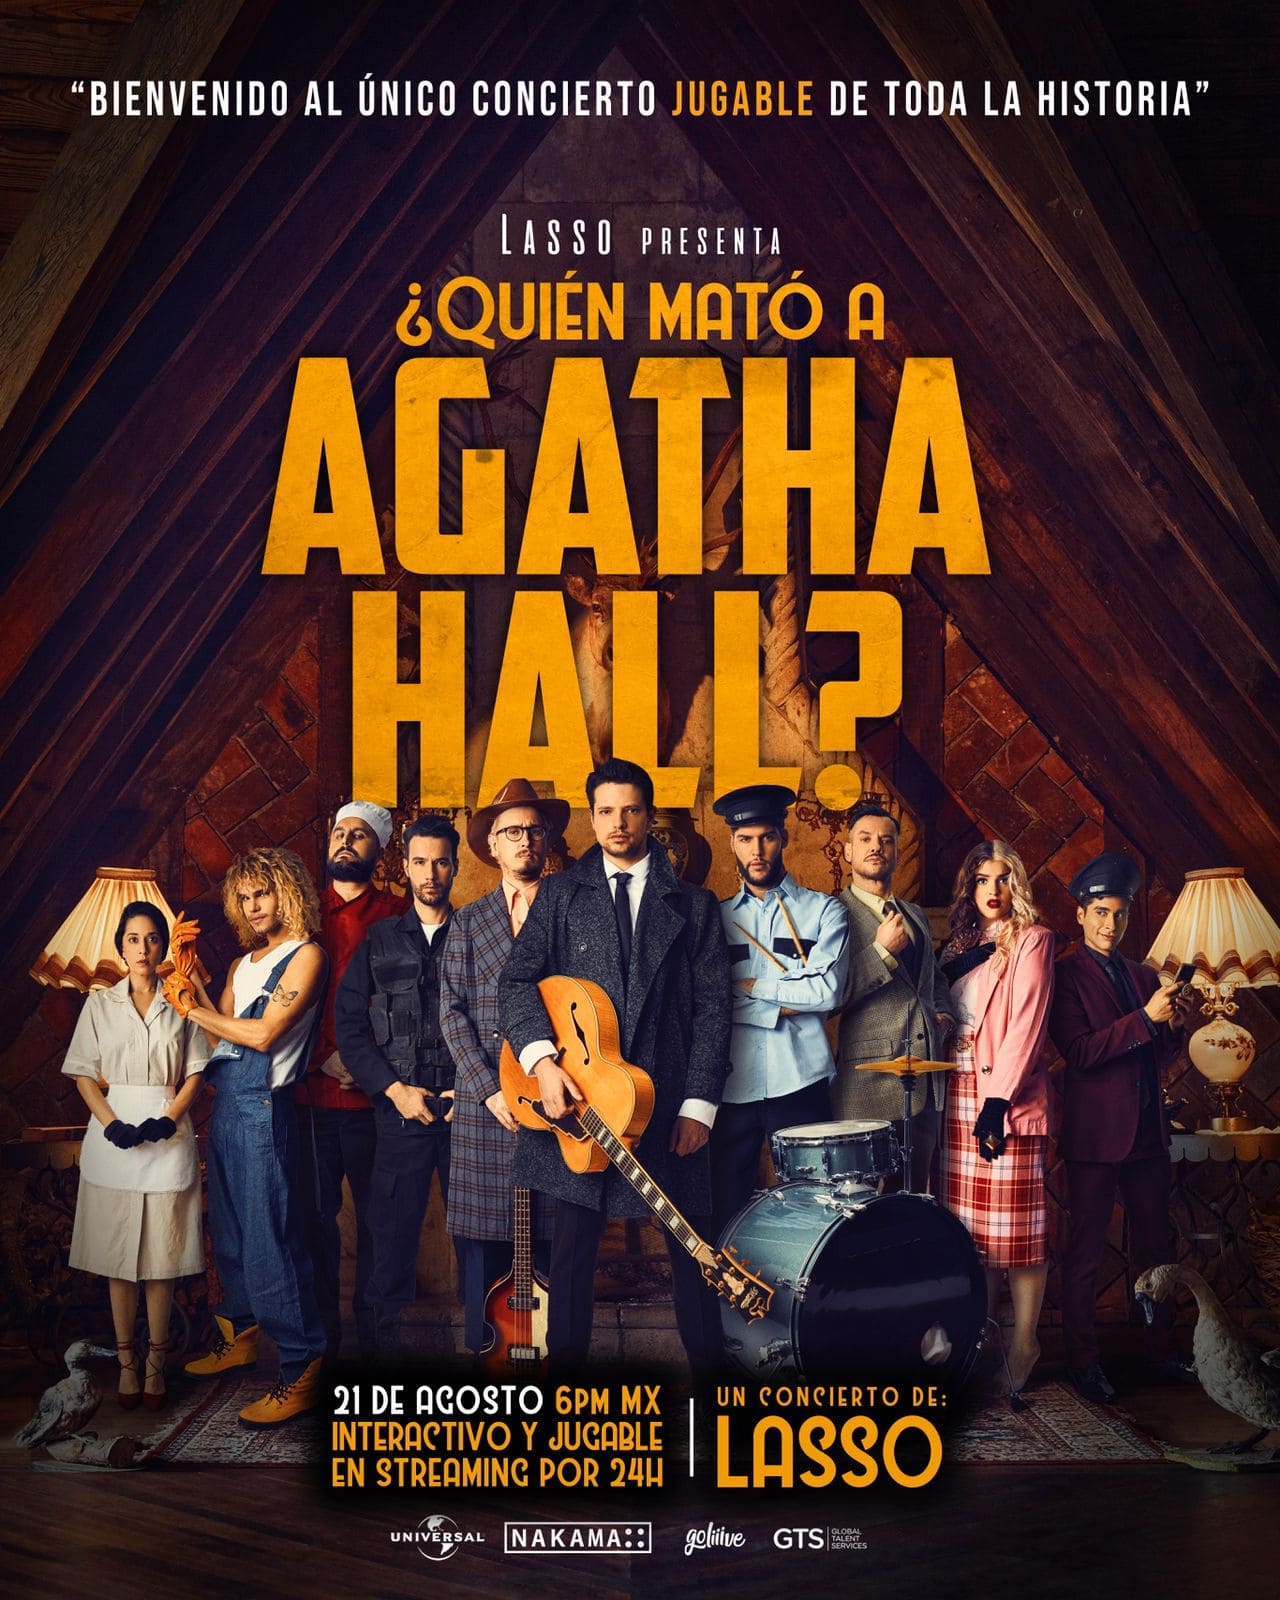 “BIENVENIDO AL ÚNICO CONCIERTO JUGABLE DE TODA LA HISTORIA”
LASSO PRESENTA
¿QUIÉN MATÓ A
AGATHA
HALL?
21 DE AGOSTO 6PM MX
INTERACTIVO Y JUGABLE
EN STREAMING POR 24H
UN CONCIERTO DE:
LASSO
UNIVERSAL
NAKAMA
goliiive
GTS
GLOBAL
TALENT
SERVICES